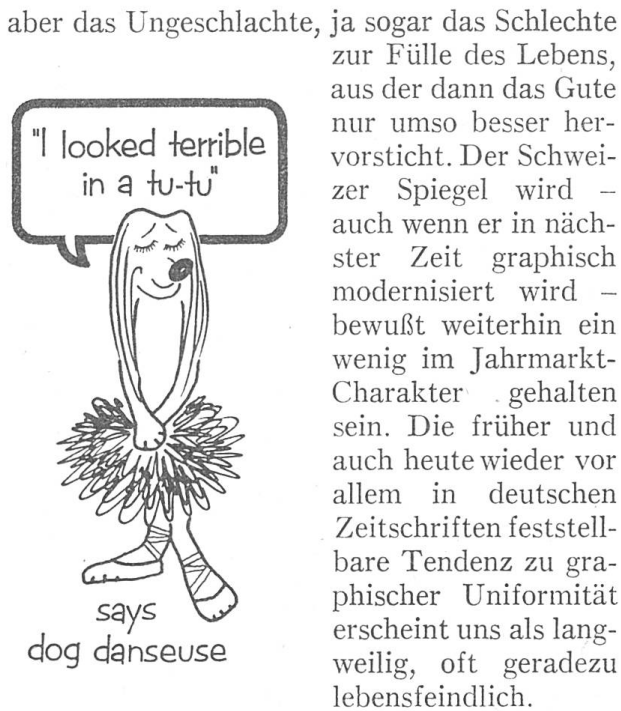 aber das Ungeschlachte, ja sogar das Schlechte
zur Fülle des Lebens,
aus der dann das Gute
nur umso besser her-
vorsticht. Der Schwei-
zer Spiegel wird –
auch wenn er in näch-
ster Zeit graphisch
modernisiert wird –
bewußt weiterhin ein
wenig im Jahrmarkt-
Charakter gehalten
sein. Die früher und
auch heute wieder vor
allem in deutschen
Zeitschriften feststell-
bare Tendenz zu gra-
phischer Uniformität
erscheint uns als lang-
weilig, oft geradezu
lebensfeindlich.
"I looked terrible
in a tu-tu"
says
dog danseuse